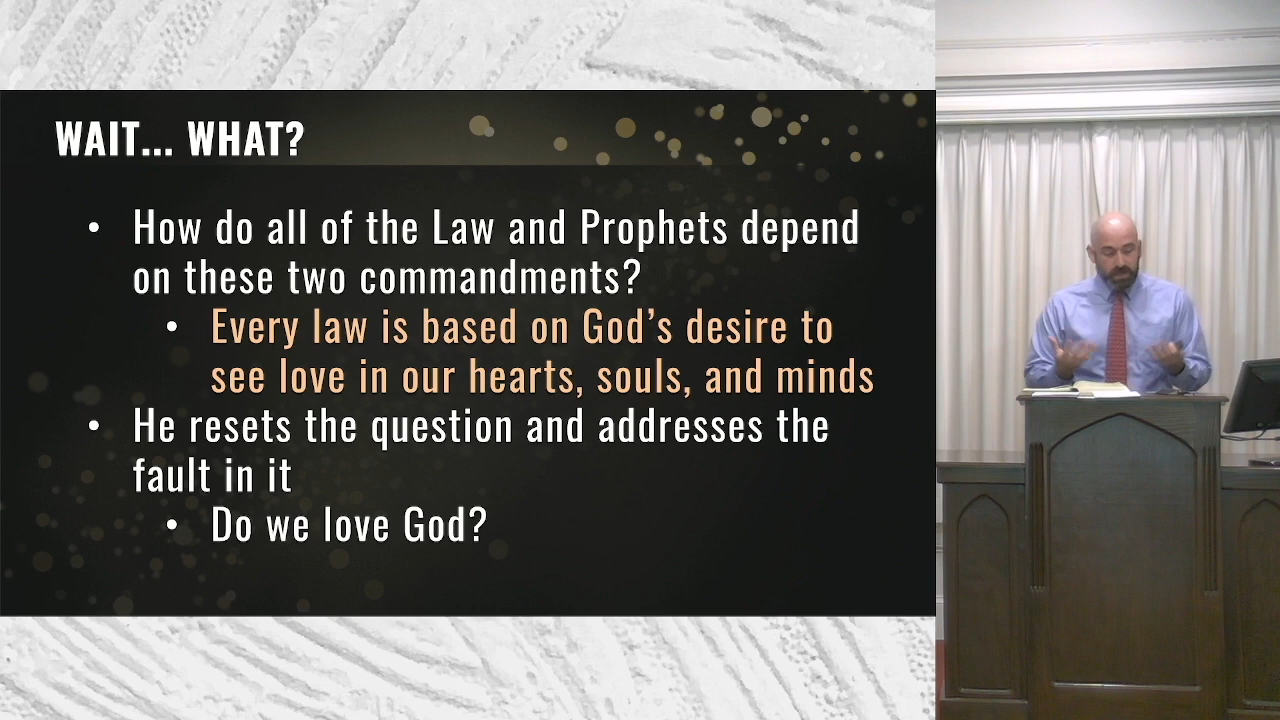 WAIT... WHAT?
• How do all of the Law and Prophets depend
on these two commandments?
• Every law is based on God’s desire to
see love in our hearts, souls, and minds
• He resets the question and addresses the
fault in it
• Do we love God?